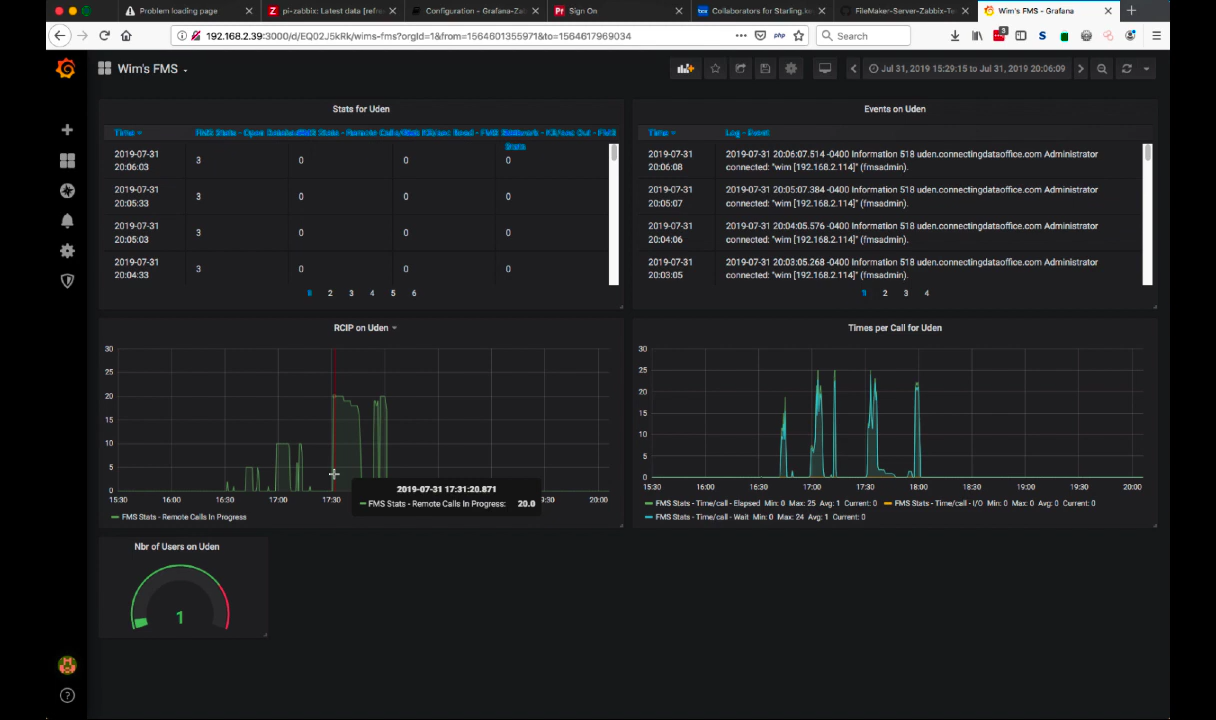 Problem loading page
pi-zabbix: Latest data [refre
Configuration - Grafana-Za
Sign On
Collaborators for Starling.ke
FileMaker-Server-Zabbix-Te
Wim's FMS - Grafana
192.168.2.39:3000/d/EQ02J5kRk/wims-fms?orgId=1&from=1564601355971&to=1564617969034
php
Search
Wim's FMS
Jul 31, 2019 15:29:15 to Jul 31, 2019 20:06:09
Stats for Uden
Time
FMS Stats - Open
Stats - Remote Calls
Stats
2019-07-31 20:06:03 3 0 0 0
2019-07-31 20:05:33 3 0 0 0
2019-07-31 20:05:03 3 0 0 0
2019-07-31 20:04:33 3 0 0 0
2 3 4 5 6
Events on Uden
Time Log - Event
2019-07-31 20:06:08
2019-07-31 20:06:07.514 -0400 Information 518 uden.connectingdataoffice.com Administrator
connected: "wim [192.168.2.114]" (fmsadmin).
2019-07-31 20:05:07
2019-07-31 20:05:07.384 -0400 Information 518 uden.connectingdataoffice.com Administrator
connected: "wim [192.168.2.114]" (fmsadmin).
2019-07-31 20:04:06
2019-07-31 20:04:05.576 -0400 Information 518 uden.connectingdataoffice.com Administrator
connected: "wim [192.168.2.114]" (fmsadmin).
2019-07-31 20:03:05
2019-07-31 20:03:05.268 -0400 Information 518 uden.connectingdataoffice.com Administrator
connected: "wim [192.168.2.114]" (fmsadmin).
1 2 3 4
RCIP on Uden
30
25
20
15
10
5
0
15:30 16:00 16:30 17:00 17:30 :30 19:00 19:30 20:00
2019-07-31 17:31:20.871
FMS Stats - Remote Calls In Progress: 20.0
FMS Stats - Remote Calls In Progress
Times per Call for Uden
30
25
20
15
10
5
0
15:30 16:00 16:30 17:00 17:30 18:00 18:30 19:00 19:30 20:00
FMS Stats - Time/call - Elapsed Min: 0 Max: 25 Avg: 1 Current: 0 FMS Stats - Time/call - I/O Min: 0 Max: 0 Avg: 0 Current: 0
FMS Stats - Time/call - Wait Min: 0 Max: 24 Avg: 1 Current: 0
Nbr of Users on Uden
1